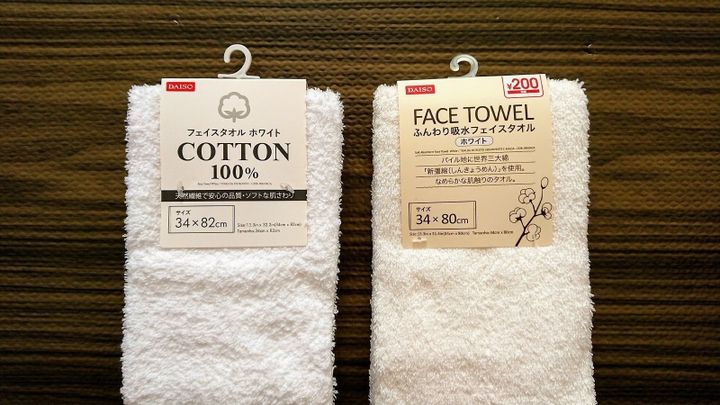 DAISO
フェイスタオル ホワイト
COTTON
100%
天然繊維で安心の品質・ソフトな肌ざわり
サイズ
34×82cm
DAISO
¥200
FACE TOWEL
ふんわり吸水フェイスタオル
ホワイト
パイル地に世界三大綿
「新疆綿(しんきょうめん)」を使用。
なめらかな肌触りのタオル。
サイズ
34×80cm